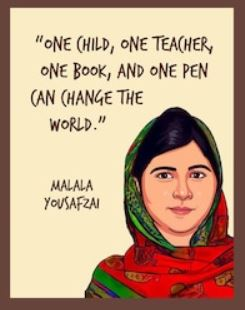 “ONE CHILD, ONE TEACHER,
ONE BOOK, AND ONE PEN
CAN CHANGE THE
WORLD.”
MALALA
YOUSAFZAI